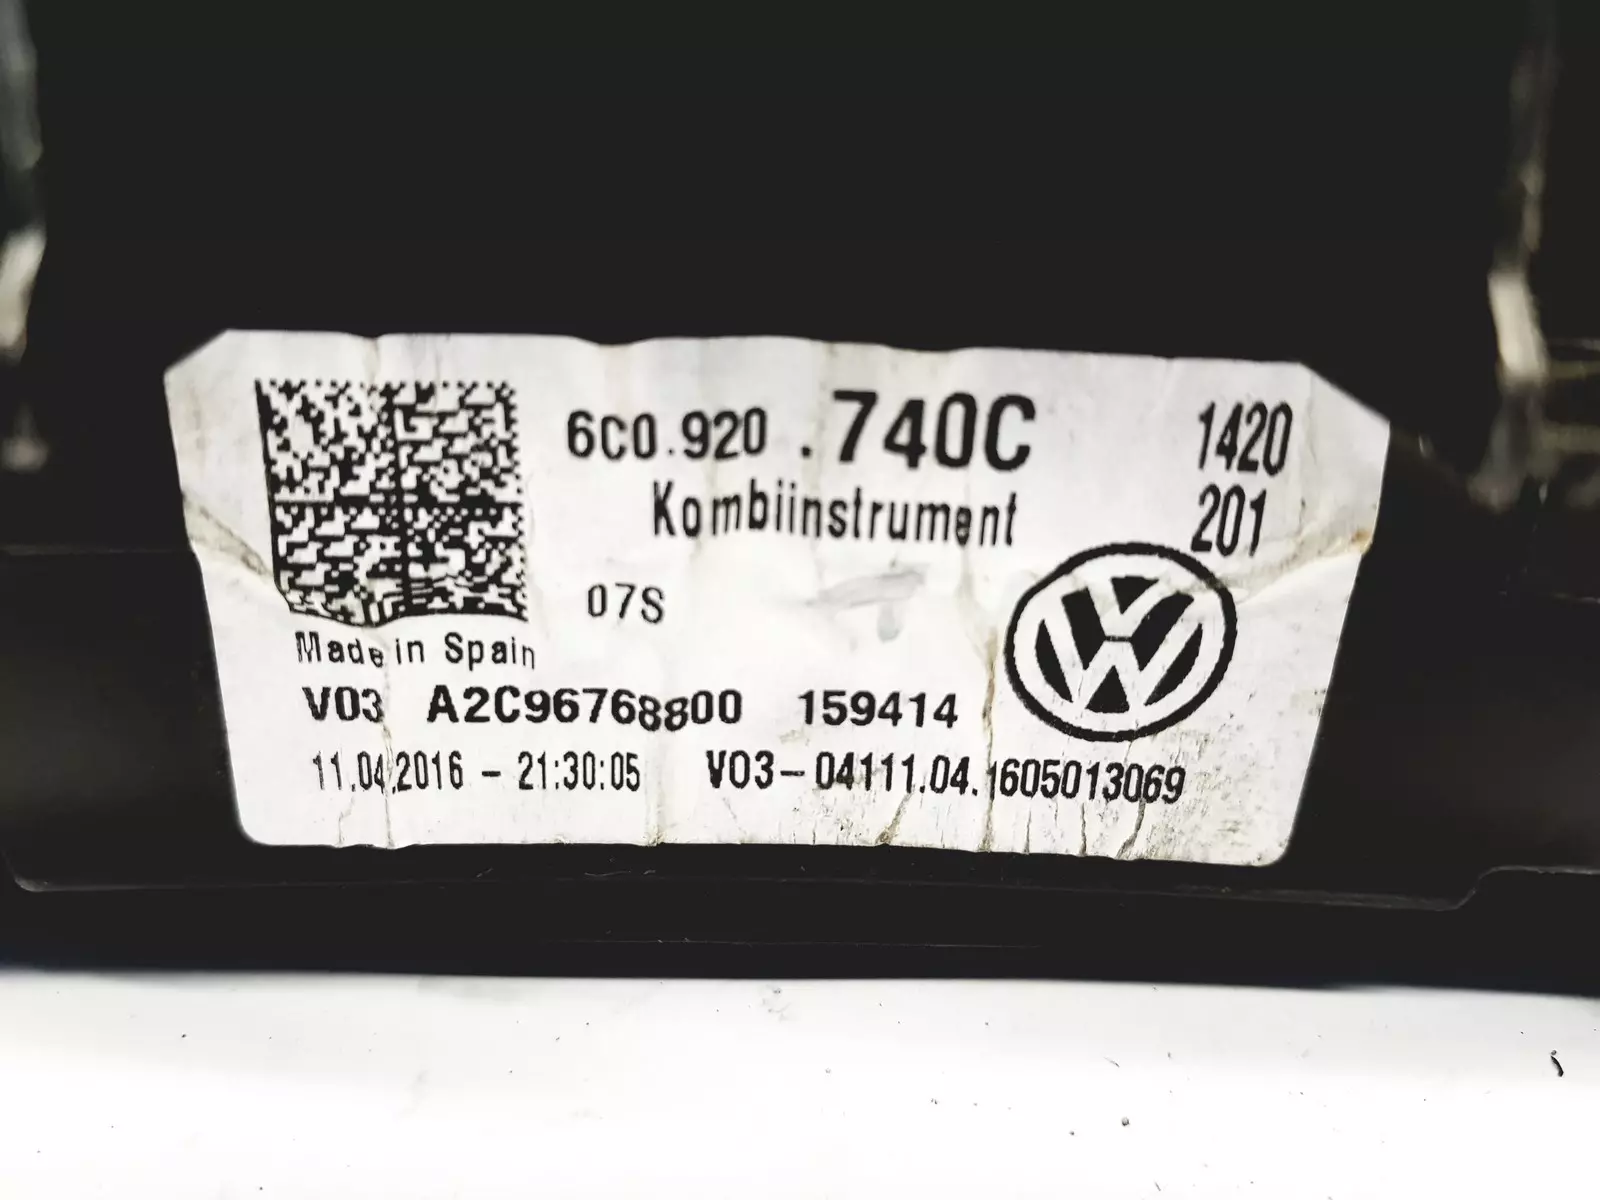 6C0.920 .740C 1420
Kombiinstrument 201
07S
Made in Spain
V03 A2C96768800 159414
11.04.2016 - 21:30:05 V03-04111.04.1605013069